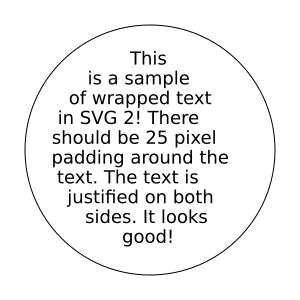 This
is a sample
of wrapped text
in SVG 2! There
should be 25 pixel
padding around the
text. The text is
justified on both
sides. It looks
good!